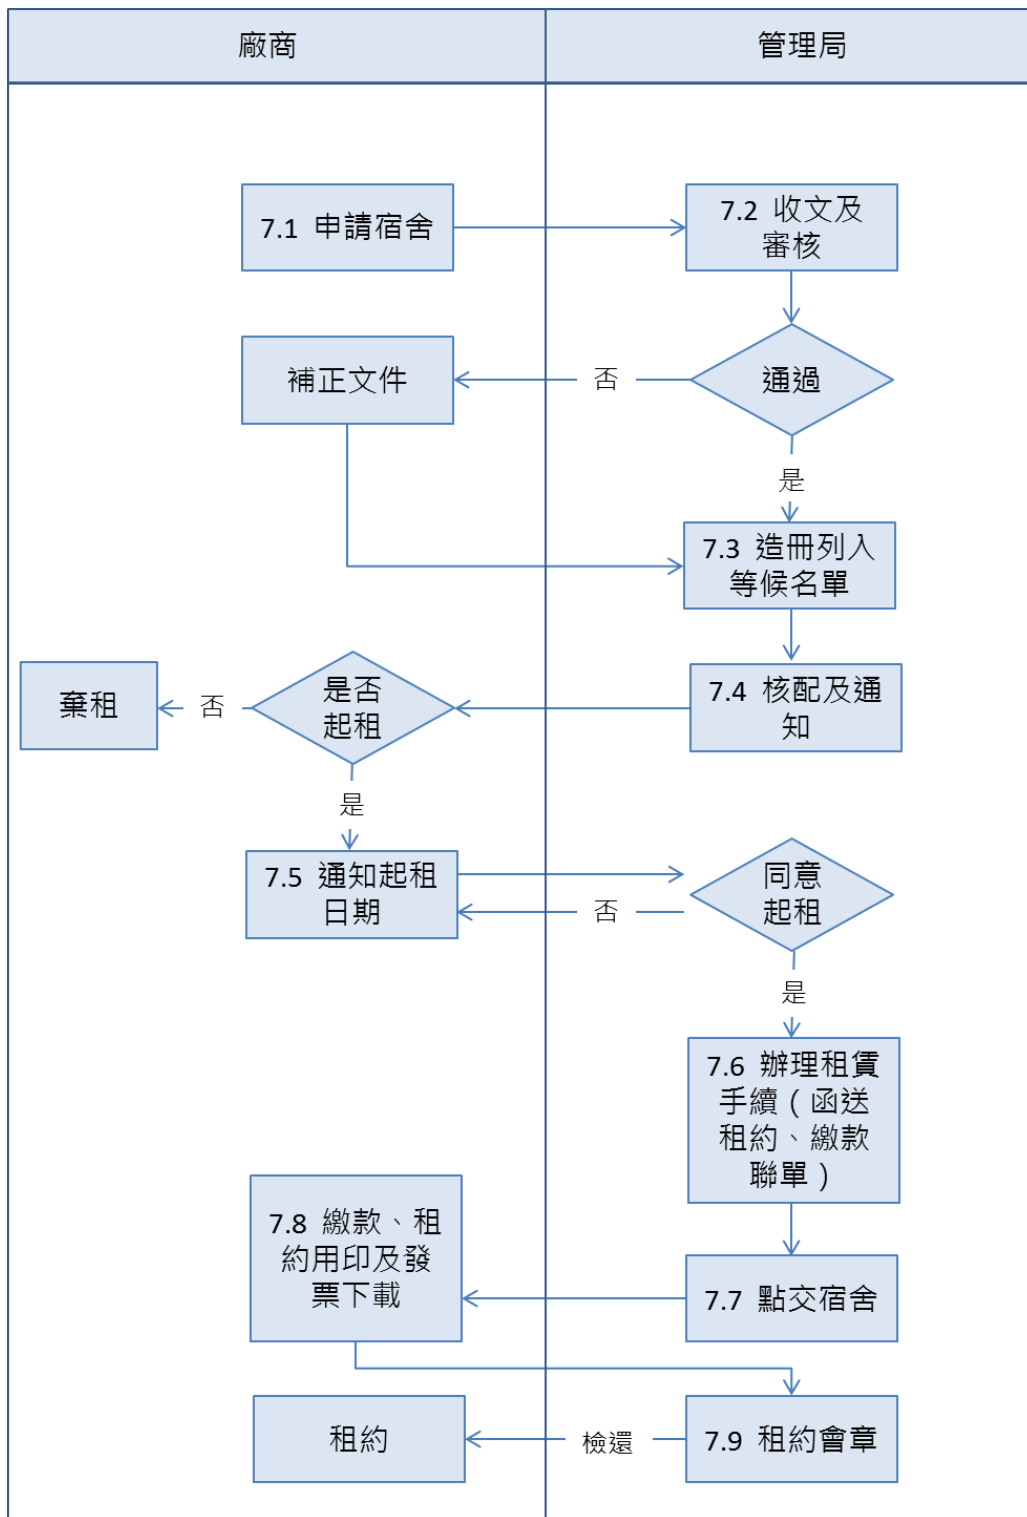 廠商
管理局
7.1 申請宿舍
7.2 收文及
審核
補正文件
否
通過
是
7.3 造冊列入
等候名單
棄租
否
是否
起租
7.4 核配及通
知
是
7.5 通知起租
日期
否
同意
起租
是
7.6 辦理租賃
手續（函送
租約、繳款
聯單）
7.8 繳款、租
約用印及發
票下載
7.7 點交宿舍
租約
檢還
7.9 租約會章